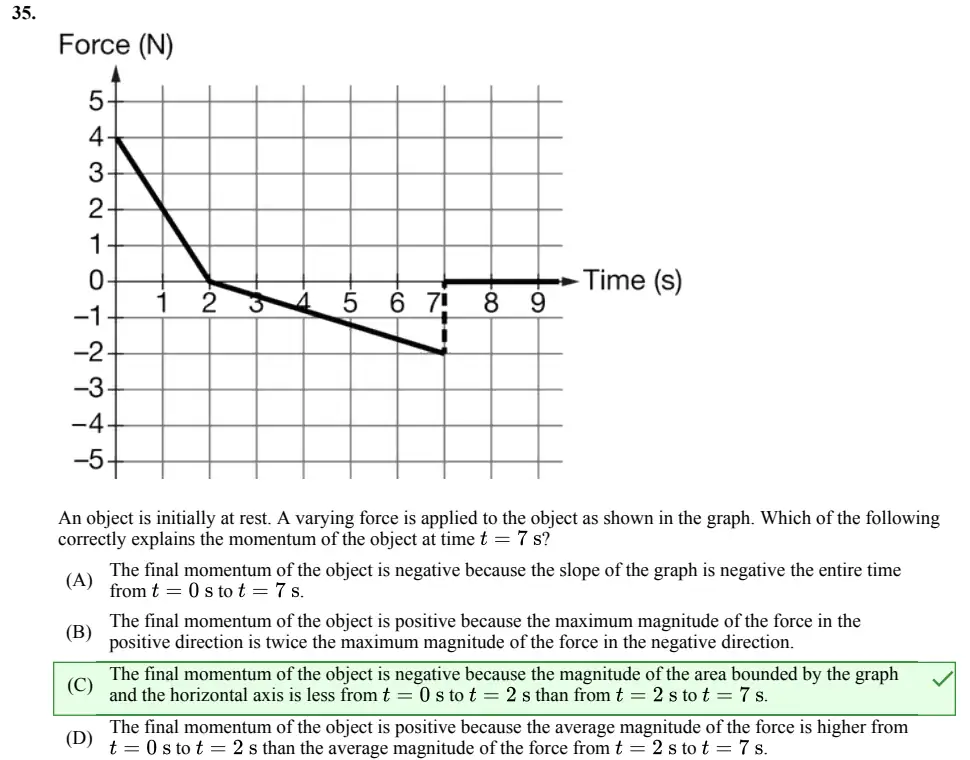 35.
Force (N)
5
4
3
2
1
0
Time (s)
1 2 3 4 5 6 7 8 9
–1
–2
–3
–4
–5
An object is initially at rest. A varying force is applied to the object as shown in the graph. Which of the following
correctly explains the momentum of the object at time t = 7 s?
(A) The final momentum of the object is negative because the slope of the graph is negative the entire time
from t = 0 s to t = 7 s.
(B) The final momentum of the object is positive because the maximum magnitude of the force in the
positive direction is twice the maximum magnitude of the force in the negative direction.
(C) The final momentum of the object is negative because the magnitude of the area bounded by the graph
and the horizontal axis is less from t = 0 s to t = 2 s than from t = 2 s to t = 7 s.
(D) The final momentum of the object is positive because the average magnitude of the force is higher from
t = 0 s to t = 2 s than the average magnitude of the force from t = 2 s to t = 7 s.